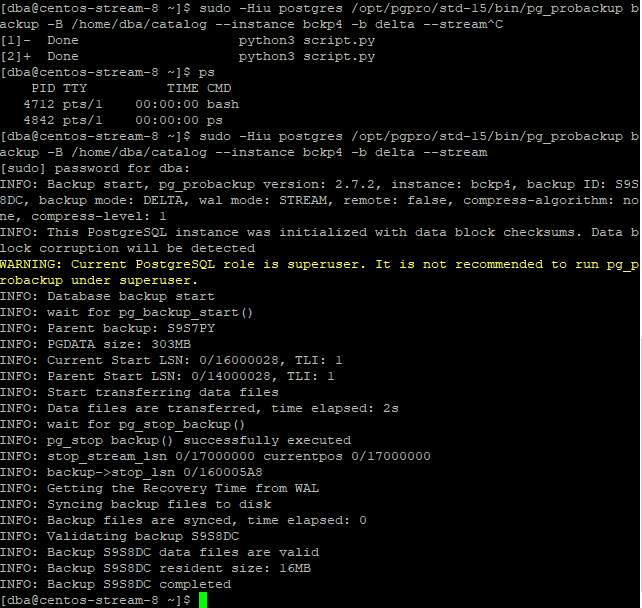 [dba@centos-stream-8 ~]$ sudo -Hiu postgres /opt/pgpro/std-15/bin/pg_probackup b
ackup -B /home/dba/catalog --instance bckp4 -b delta --stream^C
[1]-  Done                    python3 script.py
[2]+  Done                    python3 script.py
[dba@centos-stream-8 ~]$ ps
    PID TTY          TIME CMD
   4712 pts/1    00:00:00 bash
   4842 pts/1    00:00:00 ps
[dba@centos-stream-8 ~]$ sudo -Hiu postgres /opt/pgpro/std-15/bin/pg_probackup b
ackup -B /home/dba/catalog --instance bckp4 -b delta --stream
[sudo] password for dba:
INFO: Backup start, pg_probackup version: 2.7.2, instance: bckp4, backup ID: S9S
8DC, backup mode: DELTA, wal mode: STREAM, remote: false, compress-algorithm: no
ne, compress-level: 1
INFO: This PostgreSQL instance was initialized with data block checksums. Data b
lock corruption will be detected
WARNING: Current PostgreSQL role is superuser. It is not recommended to run pg_p
robackup under superuser.
INFO: Database backup start
INFO: wait for pg_backup_start()
INFO: Parent backup: S9S7PY
INFO: PGDATA size: 303MB
INFO: Current Start LSN: 0/16000028, TLI: 1
INFO: Parent Start LSN: 0/14000028, TLI: 1
INFO: Start transferring data files
INFO: Data files are transferred, time elapsed: 2s
INFO: wait for pg_stop_backup()
INFO: pg_stop backup() successfully executed
INFO: stop_stream_lsn 0/17000000 currentpos 0/17000000
INFO: backup->stop_lsn 0/160005A8
INFO: Getting the Recovery Time from WAL
INFO: Syncing backup files to disk
INFO: Backup files are synced, time elapsed: 0
INFO: Validating backup S9S8DC
INFO: Backup S9S8DC data files are valid
INFO: Backup S9S8DC resident size: 16MB
INFO: Backup S9S8DC completed
[dba@centos-stream-8 ~]$